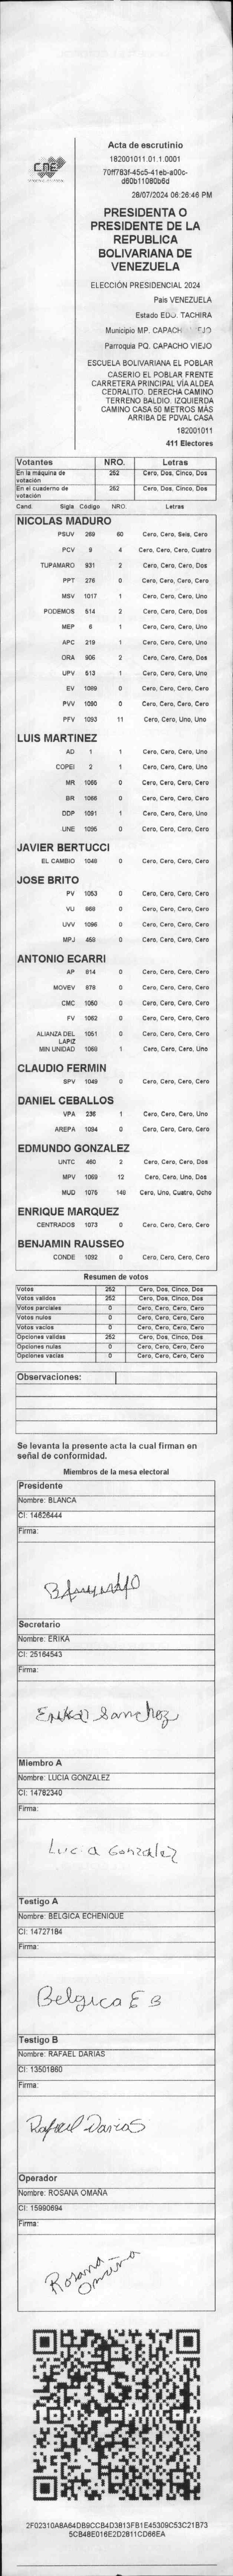 CNE
Acta de escrutinio
182001011.01.1.0001
70ff783f-45c5-41eb-a00c-
d60b11080b6d
28/07/2024 06:26:46 PM
PRESIDENTA O
PRESIDENTE DE LA
REPUBLICA
BOLIVARIANA DE
VENEZUELA
ELECCIÓN PRESIDENCIAL 2024
Pais VENEZUELA
Estado EDO. TACHIRA
Municipio MP. CAPACHO VIEJO
Parroquia PQ. CAPACHO VIEJO
ESCUELA BOLIVARIANA EL POBLAR
CASERIO EL POBLAR FRENTE
CARRETERA PRINCIPAL VIA ALDEA
CEDRALITO. DERECHA CAMINO
TERRENO BALDIO. IZQUIERDA
CAMINO CASA 50 METROS MÁS
ARRIBA DE PDVAL CASA
182001011
411 Electores
Votantes NRO. Letras
En la máquina de votación 252 Cero, Dos, Cinco, Dos
En el cuaderno de votación 252 Cero, Dos, Cinco, Dos
Cand Sigla Código NRO. Letras
NICOLAS MADURO
PSUV 269 60 Cero, Cero, Seis, Cero
PCV 9 4 Cero, Cero, Cero, Cuatro
TUPAMARO 931 2 Cero, Cero, Cero, Dos
PPT 276 0 Cero, Cero, Cero, Cero
MSV 1017 1 Cero, Cero, Cero, Uno
PODEMOS 514 2 Cero, Cero, Cero, Dos
MEP 6 1 Cero, Cero, Cero, Uno
APC 219 1 Cero, Cero, Cero, Uno
ORA 906 2 Cero, Cero, Cero, Dos
UPV 513 1 Cero, Cero, Cero, Uno
EV 1089 0 Cero, Cero, Cero, Cero
PVV 1090 0 Cero, Cero, Cero, Cero
PFV 1093 11 Cero, Cero, Uno, Uno
LUIS MARTINEZ
AD 1 1 Cero, Cero, Cero, Uno
COPEI 2 1 Cero, Cero, Cero, Uno
MR 1065 0 Cero, Cero, Cero, Cero
BR 1066 0 Cero, Cero, Cero, Cero
DDP 1091 1 Cero, Cero, Cero, Uno
UNE 1095 0 Cero, Cero, Cero, Cero
JAVIER BERTUCCI
EL CAMBIO 1048 0 Cero, Cero, Cero, Cero
JOSE BRITO
PV 1053 0 Cero, Cero, Cero, Cero
VU 868 0 Cero, Cero, Cero, Cero
UVV 1096 0 Cero, Cero, Cero, Cero
MPJ 458 0 Cero, Cero, Cero, Cero
ANTONIO ECARRI
AP 814 0 Cero, Cero, Cero, Cero
MOVEV 878 0 Cero, Cero, Cero, Cero
CMC 1050 0 Cero, Cero, Cero, Cero
FV 1062 0 Cero, Cero, Cero, Cero
ALIANZA DEL LAPIZ 1051 0 Cero, Cero, Cero, Cero
MIN UNIDAD 1068 1 Cero, Cero, Cero, Uno
CLAUDIO FERMIN
SPV 1049 0 Cero, Cero, Cero, Cero
DANIEL CEBALLOS
VPA 236 1 Cero, Cero, Cero, Uno
AREPA 1094 0 Cero, Cero, Cero, Cero
EDMUNDO GONZALEZ
UNTC 460 2 Cero, Cero, Cero, Dos
MPV 1069 12 Cero, Cero, Uno, Dos
MUD 1075 148 Cero, Uno, Cuatro, Ocho
ENRIQUE MARQUEZ
CENTRADOS 1073 0 Cero, Cero, Cero, Cero
BENJAMIN RAUSSEO
CONDE 1092 0 Cero, Cero, Cero, Cero
Resumen de votos
Votos 252 Cero, Dos, Cinco, Dos
Votos validos 252 Cero, Dos, Cinco, Dos
Votos parciales 0 Cero, Cero, Cero, Cero
Votos nulos 0 Cero, Cero, Cero, Cero
Votos vacios 0 Cero, Cero, Cero, Cero
Opciones validas 252 Cero, Dos, Cinco, Dos
Opciones nulas 0 Cero, Cero, Cero, Cero
Opciones vacias 0 Cero, Cero, Cero, Cero
Observaciones:
Se levanta la presente acta la cual firman en
señal de conformidad.
Miembros de la mesa electoral
Presidente
Nombre: BLANCA
CI: 14626444
Firma:
Secretario
Nombre: ERIKA
CI: 25164543
Firma:
Erika Sanchez
Miembro A
Nombre: LUCIA GONZALEZ
CI: 14782340
Firma:
Lucia Gonzalez
Testigo A
Nombre: BELGICA ECHENIQUE
CI: 14727184
Firma:
Belgica E B
Testigo B
Nombre: RAFAEL DARIAS
CI: 13501860
Firma:
Rafael Darias
Operador
Nombre: ROSANA OMAÑA
CI: 15990694
Firma:
Rosana
Omaña
2F02310A8A64DB9CCB4D3813FB1E45309C53C21B73
5CB48E016E2D2811CD66EA